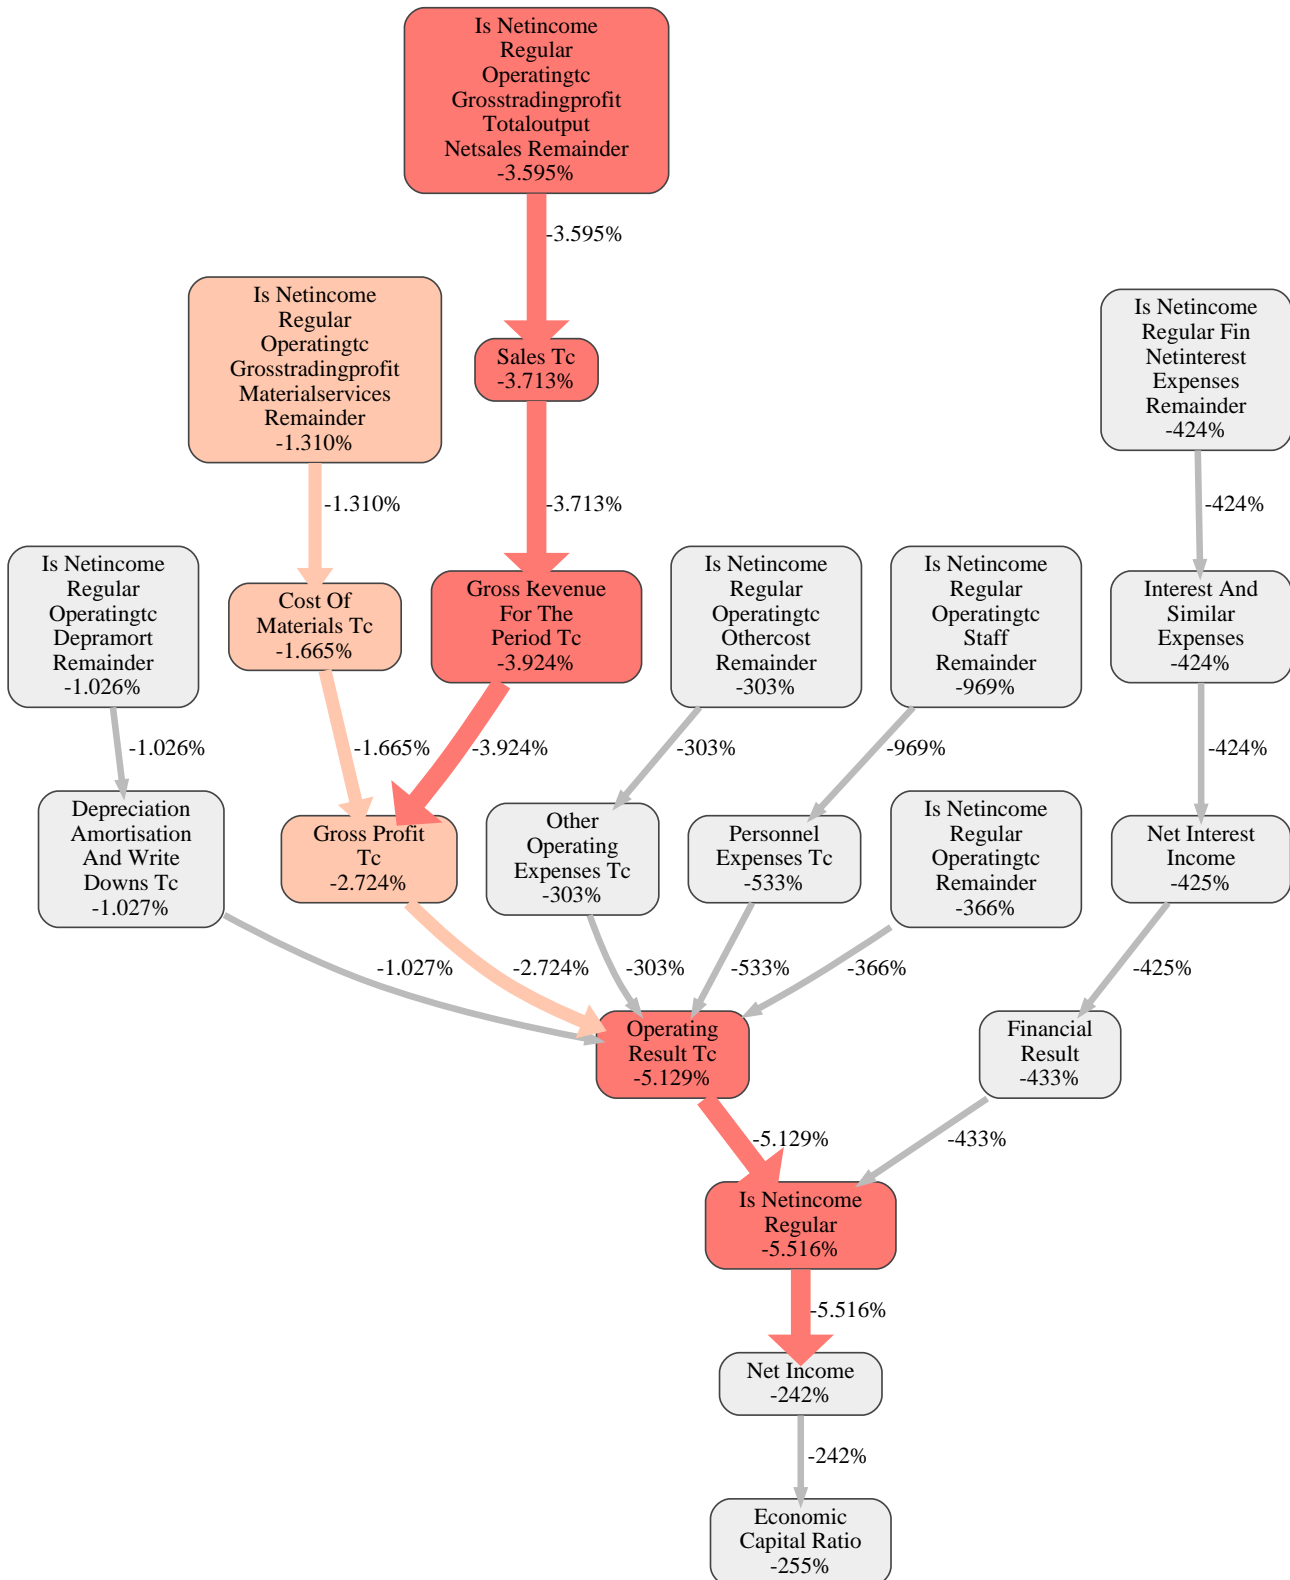 Is Netincome
Regular
Operatingtc
Grosstradingprofit
Totaloutput
Netsales Remainder
-3.595%
-3.595%
Is Netincome
Regular
Operatingtc
Grosstradingprofit
Materialservices
Remainder
-1.310%
Is Netincome
Regular Fin
Netinterest
Expenses
Remainder
-424%
Sales Tc
-3.713%
-1.310%
-3.713%
-424%
Is Netincome
Regular
Operatingtc
Depramort
Remainder
-1.026%
Cost Of
Materials Tc
-1.665%
Gross Revenue
For The
Period Tc
-3.924%
Is Netincome
Regular
Operatingtc
Othercost
Remainder
-303%
Is Netincome
Regular
Operatingtc
Staff
Remainder
-969%
Interest And
Similar
Expenses
-424%
-1.026%
-1.665%
-3.924%
-303%
-969%
-424%
Depreciation
Amortisation
And Write
Downs Tc
-1.027%
Gross Profit
Tc
-2.724%
Other
Operating
Expenses Tc
-303%
Personnel
Expenses Tc
-533%
Is Netincome
Regular
Operatingtc
Remainder
-366%
Net Interest
Income
-425%
-1.027%
-2.724%
-303%
-533%
-366%
-425%
Operating
Result Tc
-5.129%
Financial
Result
-433%
-5.129%
-433%
Is Netincome
Regular
-5.516%
-5.516%
Net Income
-242%
-242%
Economic
Capital Ratio
-255%